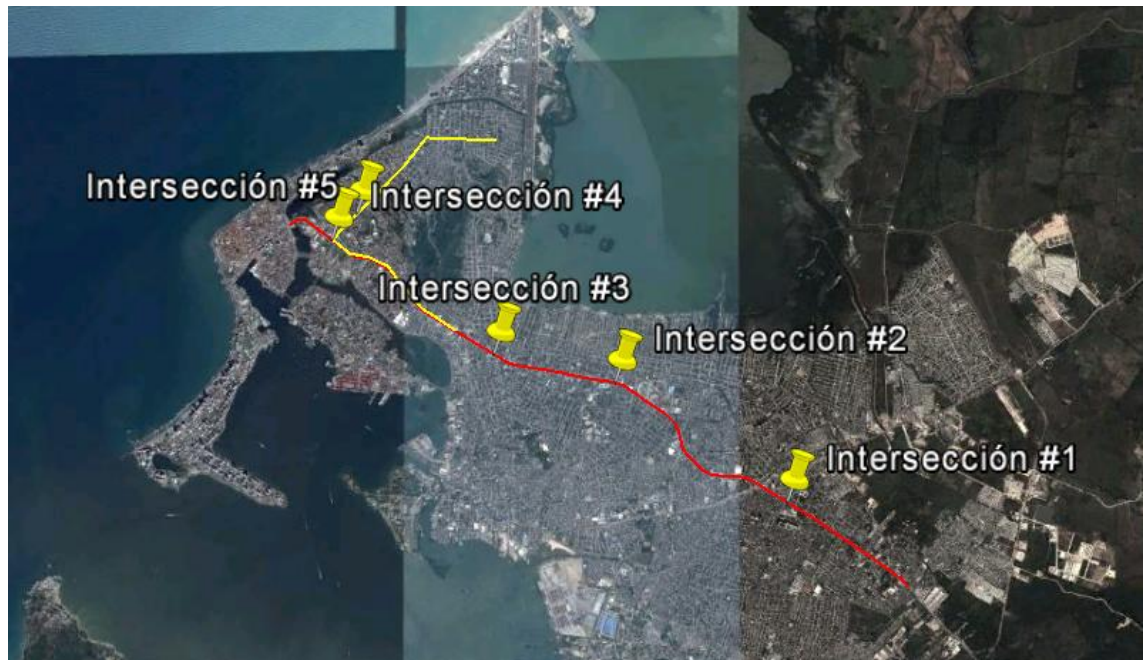 Intersección #5
Intersección #4
Intersección #3
Intersección #2
Intersección #1